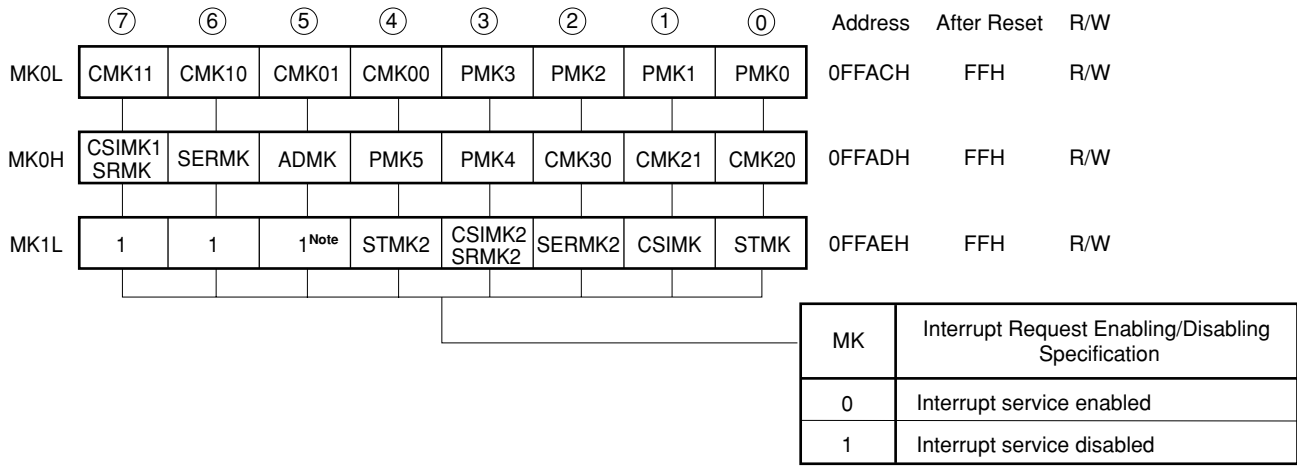 ⑦ ⑥ ⑤ ④ ③ ② ① ⓪ Address After Reset R/W
MK0L CMK11 CMK10 CMK01 CMK00 PMK3 PMK2 PMK1 PMK0 0FFACH FFH R/W
MK0H CSIMK1 SRMK SERMK ADMK PMK5 PMK4 CMK30 CMK21 CMK20 0FFADH FFH R/W
MK1L 1 1 1Note STMK2 CSIMK2 SRMK2 SERMK2 CSIMK STMK 0FFAEH FFH R/W
MK Interrupt Request Enabling/Disabling
Specification
0 Interrupt service enabled
1 Interrupt service disabled